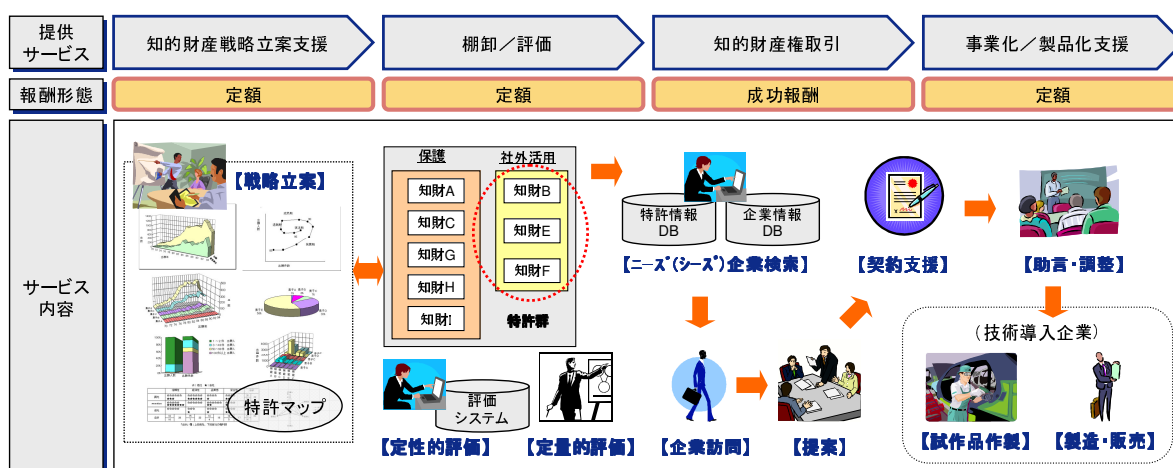 提供
サービス
知的財産戦略立案支援
棚卸／評価
知的財産権取引
事業化／製品化支援
報酬形態
定額
定額
成功報酬
定額
サービス
内容
【戦略立案】
特許マップ
保護
社外活用
知財A
知財B
知財C
知財E
知財G
知財H
知財F
知財I
特許群
評価
システム
【定性的評価】
【定量的評価】
特許情報
DB
企業情報
DB
【ニーズ(シーズ)企業検索】
【契約支援】
【助言・調整】
【企業訪問】
【提案】
(技術導入企業)
【試作品作製】
【製造・販売】